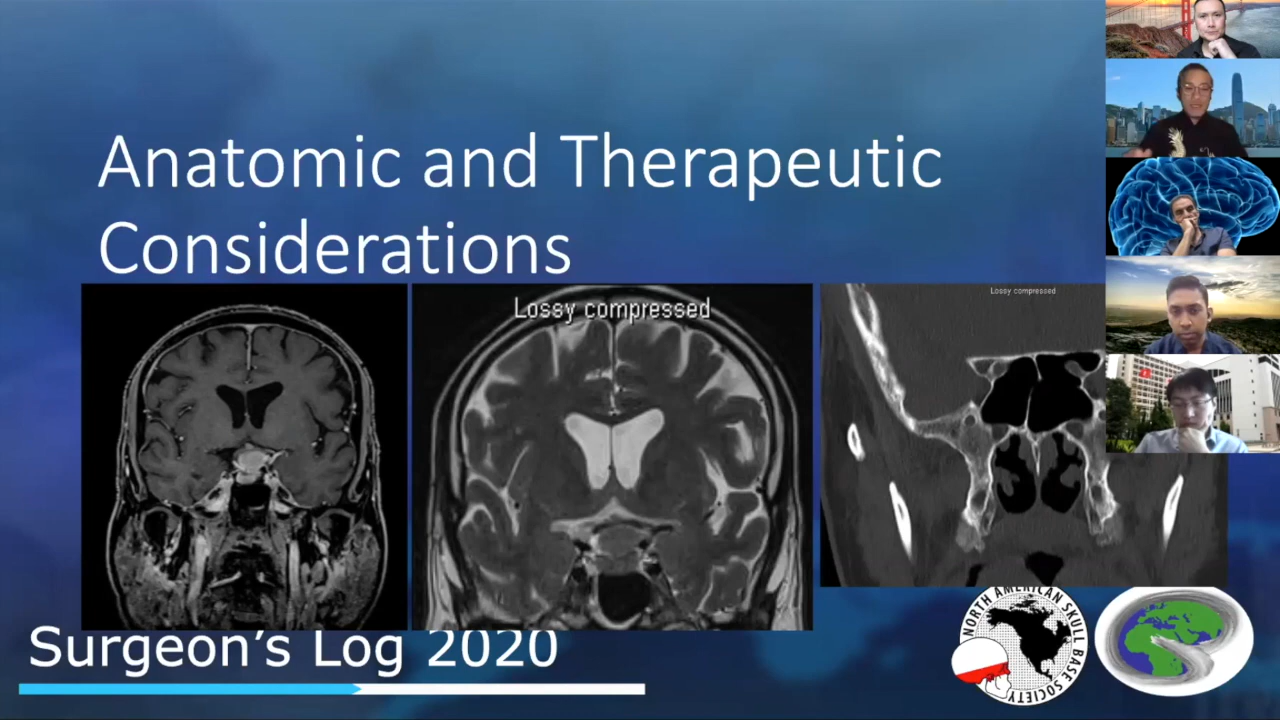 Anatomic and Therapeutic
Considerations
Lossy compressed
Lossy compressed
Surgeon's Log 2020
NORTH AMERICAN SKULL BASE SOCIETY